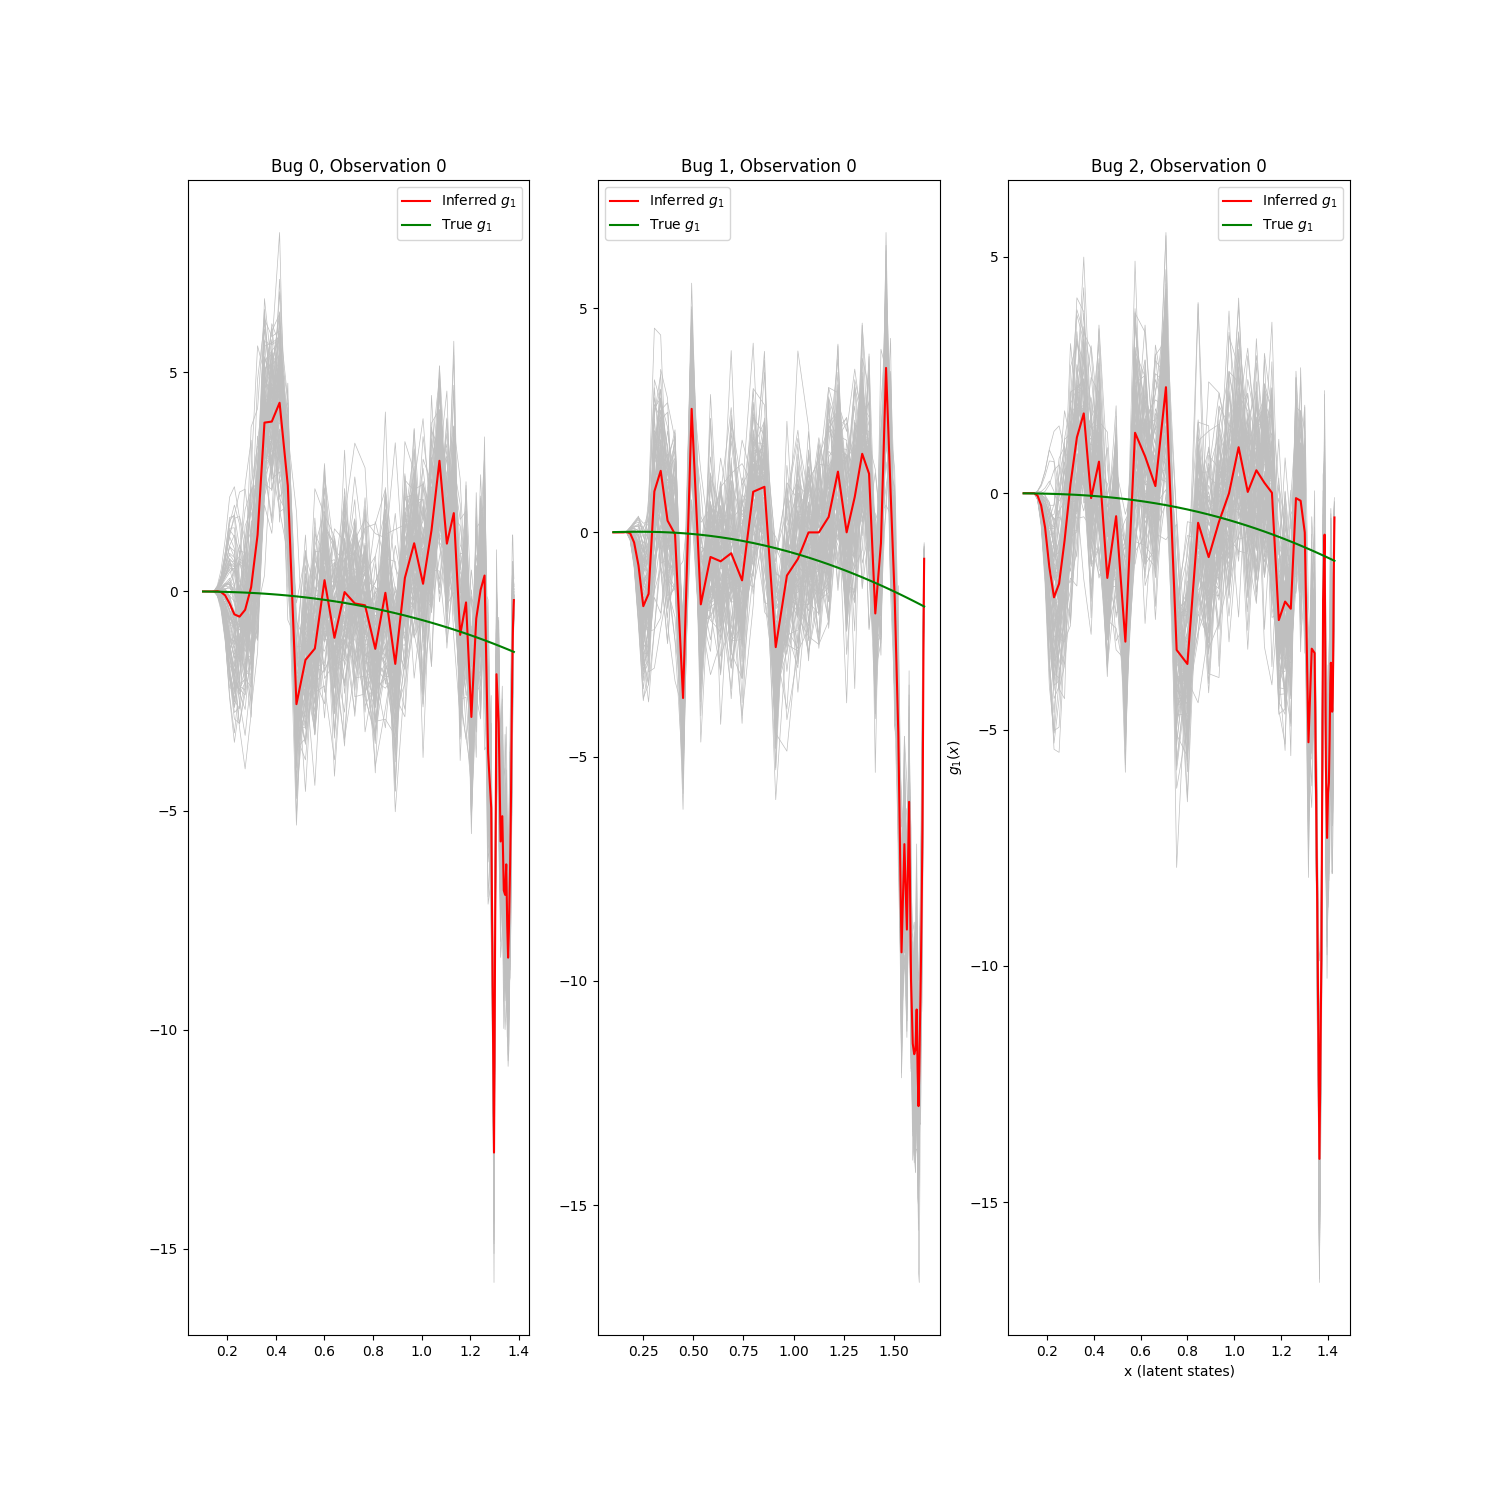 Bug 0, Observation 0
Inferred g₁
True g₁
5
0
−5
−10
−15
0.2 0.4 0.6 0.8 1.0 1.2 1.4
Bug 1, Observation 0
Inferred g₁
True g₁
5
0
−5
−10
−15
0.25 0.50 0.75 1.00 1.25 1.50
Bug 2, Observation 0
Inferred g₁
True g₁
g₁(x)
5
0
−5
−10
−15
0.2 0.4 0.6 0.8 1.0 1.2 1.4
x (latent states)